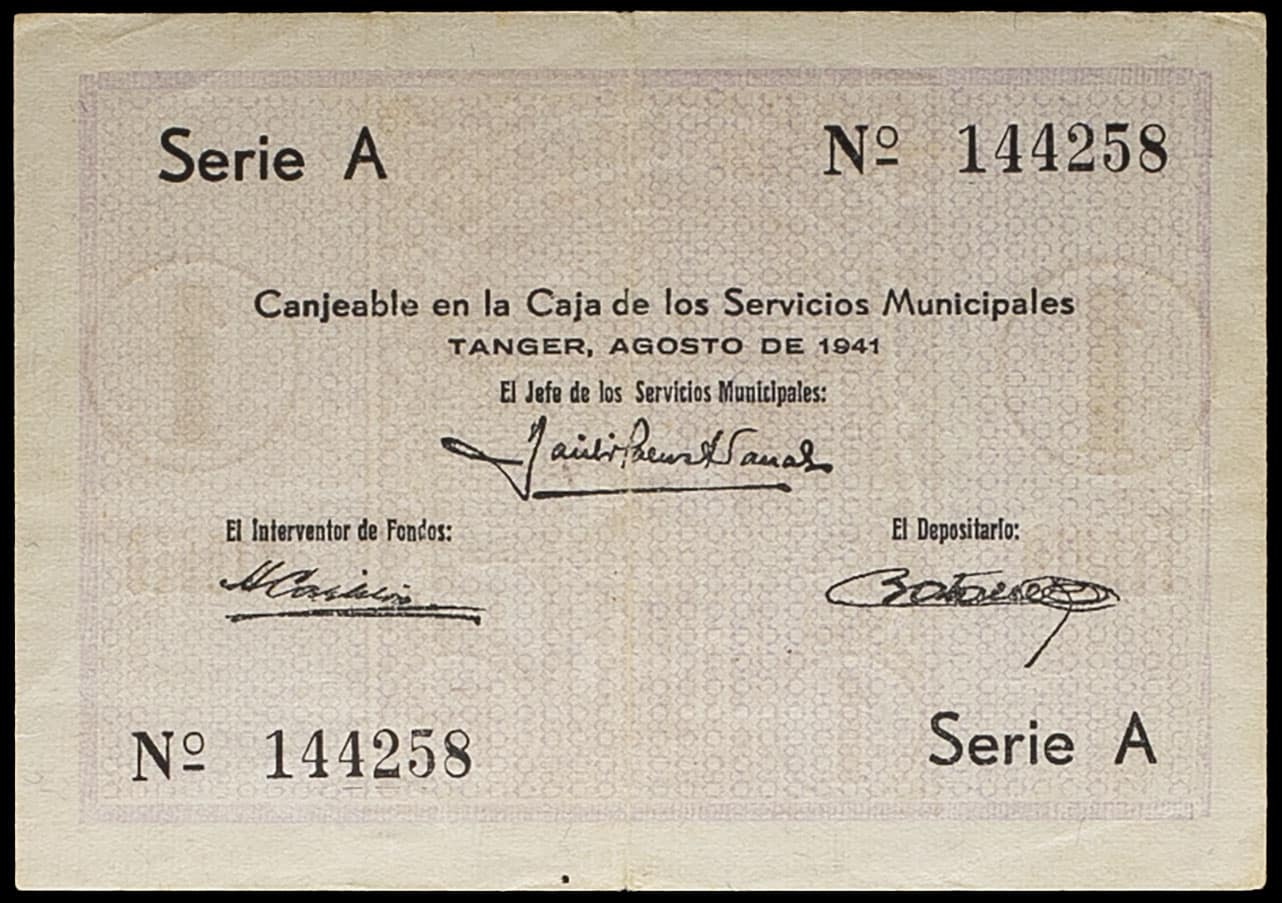 Serie A
Nº 144258
Canjeable en la Caja de los Servicios Municipales
TANGER, AGOSTO DE 1941
El Jefe de los Servicios Municipales:
El Interventor de Fondos:
El Depositario:
Nº 144258
Serie A